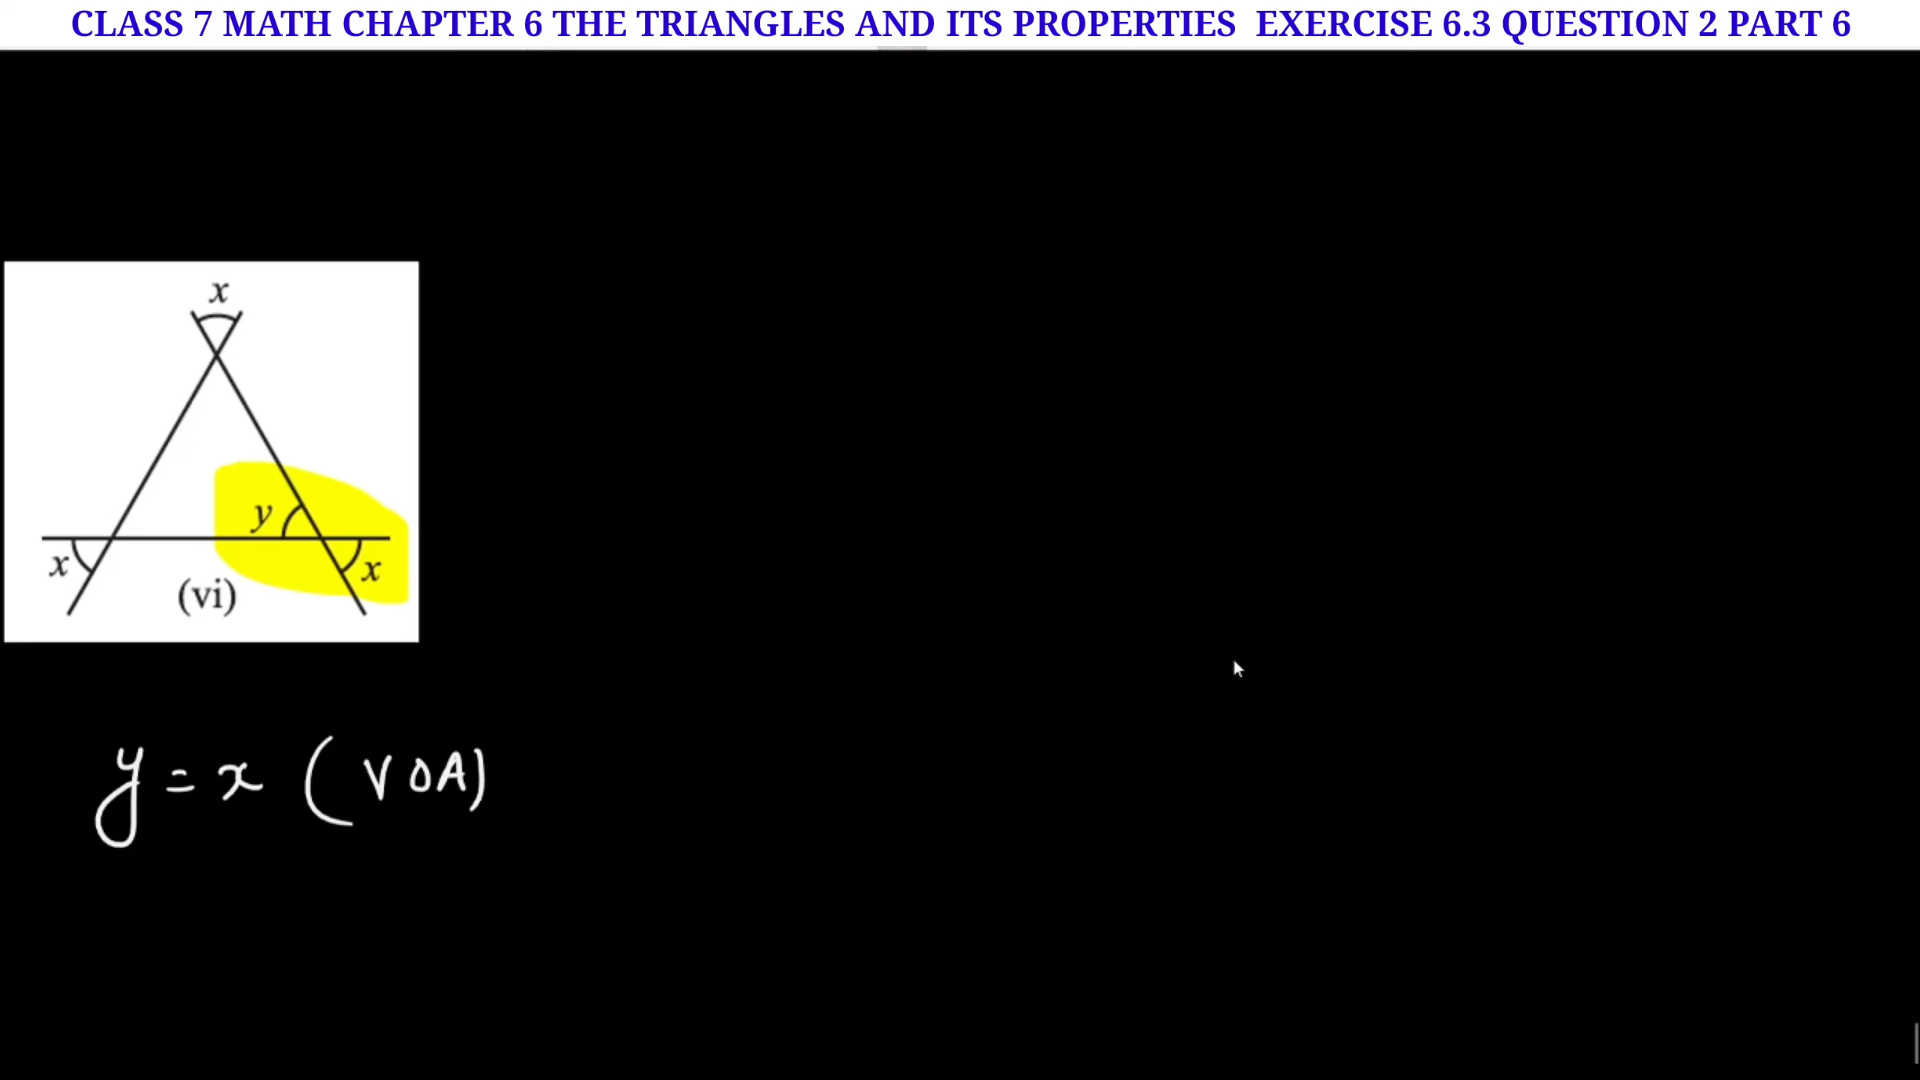 CLASS 7 MATH CHAPTER 6 THE TRIANGLES AND ITS PROPERTIES EXERCISE 6.3 QUESTION 2 PART 6
x
y
x
x
(vi)
y = x (VOA)